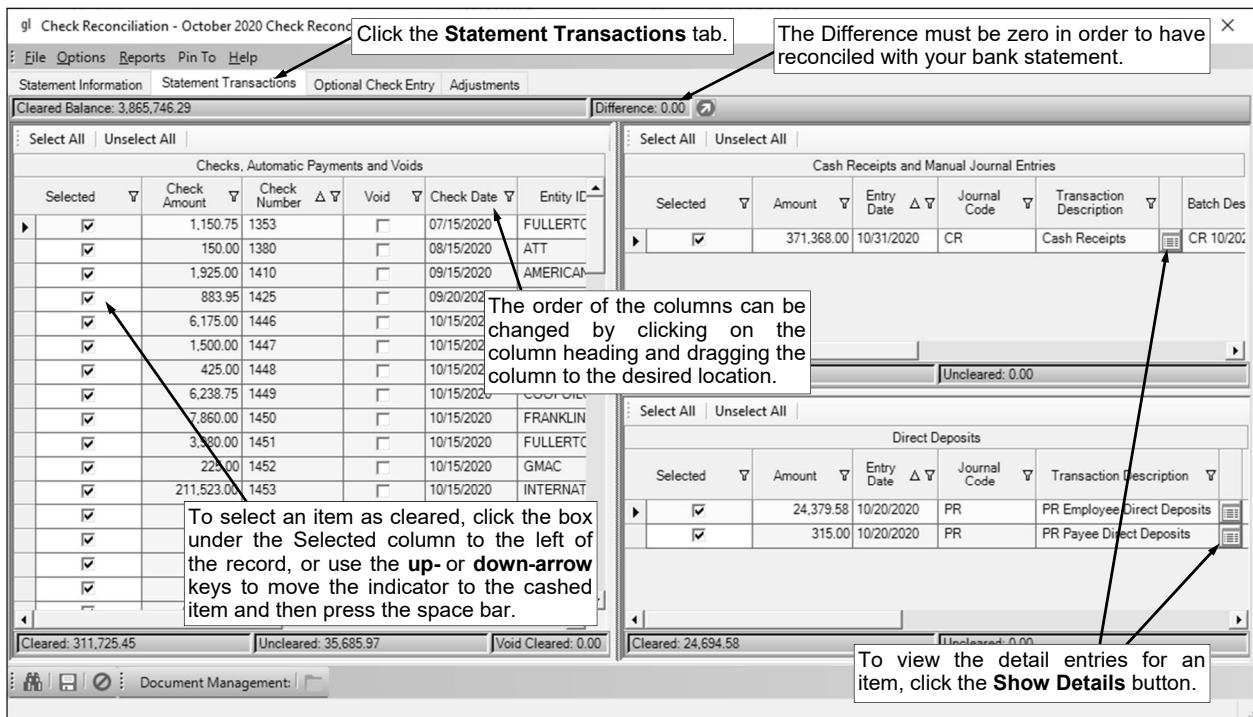 gl Check Reconciliation - October 2020 Check Recond
Click the Statement Transactions tab.
The Difference must be zero in order to have
reconciled with your bank statement.
File Options Reports Pin To Help
Statement Information Statement Transactions Optional Check Entry Adjustments
Cleared Balance: 3,865,746.29 Difference: 0.00
Select All Unselect All
Checks, Automatic Payments and Voids
Selected Check Amount Check Number Void Check Date Entity ID
1,150.75 1353 07/15/2020 FULLERTC
150.00 1380 08/15/2020 ATT
1,925.00 1410 09/15/2020 AMERICAN
883.95 1425 09/20/202
6,175.00 1446 10/15/202
1,500.00 1447 10/15/202
425.00 1448 10/15/202
6,238.75 1449 10/15/2020
7,860.00 1450 10/15/2020 FRANKLIN
3,980.00 1451 10/15/2020 FULLERTC
225.00 1452 10/15/2020 GMAC
211,523.00 1453 10/15/2020 INTERNAT
Cleared: 311,725.45 Uncleared: 35,685.97 Void Cleared: 0.00
The order of the columns can be
changed by clicking on the
column heading and dragging the
column to the desired location.
To select an item as cleared, click the box
under the Selected column to the left of
the record, or use the up- or down-arrow
keys to move the indicator to the cashed
item and then press the space bar.
Select All Unselect All
Cash Receipts and Manual Journal Entries
Selected Amount Entry Date Journal Code Transaction Description Batch Des
371,368.00 10/31/2020 CR Cash Receipts CR 10/202
Uncleared: 0.00
Select All Unselect All
Direct Deposits
Selected Amount Entry Date Journal Code Transaction Description
24,379.58 10/20/2020 PR PR Employee Direct Deposits
315.00 10/20/2020 PR PR Payee Direct Deposits
Cleared: 24,694.58 Uncleared: 0.00
To view the detail entries for an
item, click the Show Details button.
Document Management: